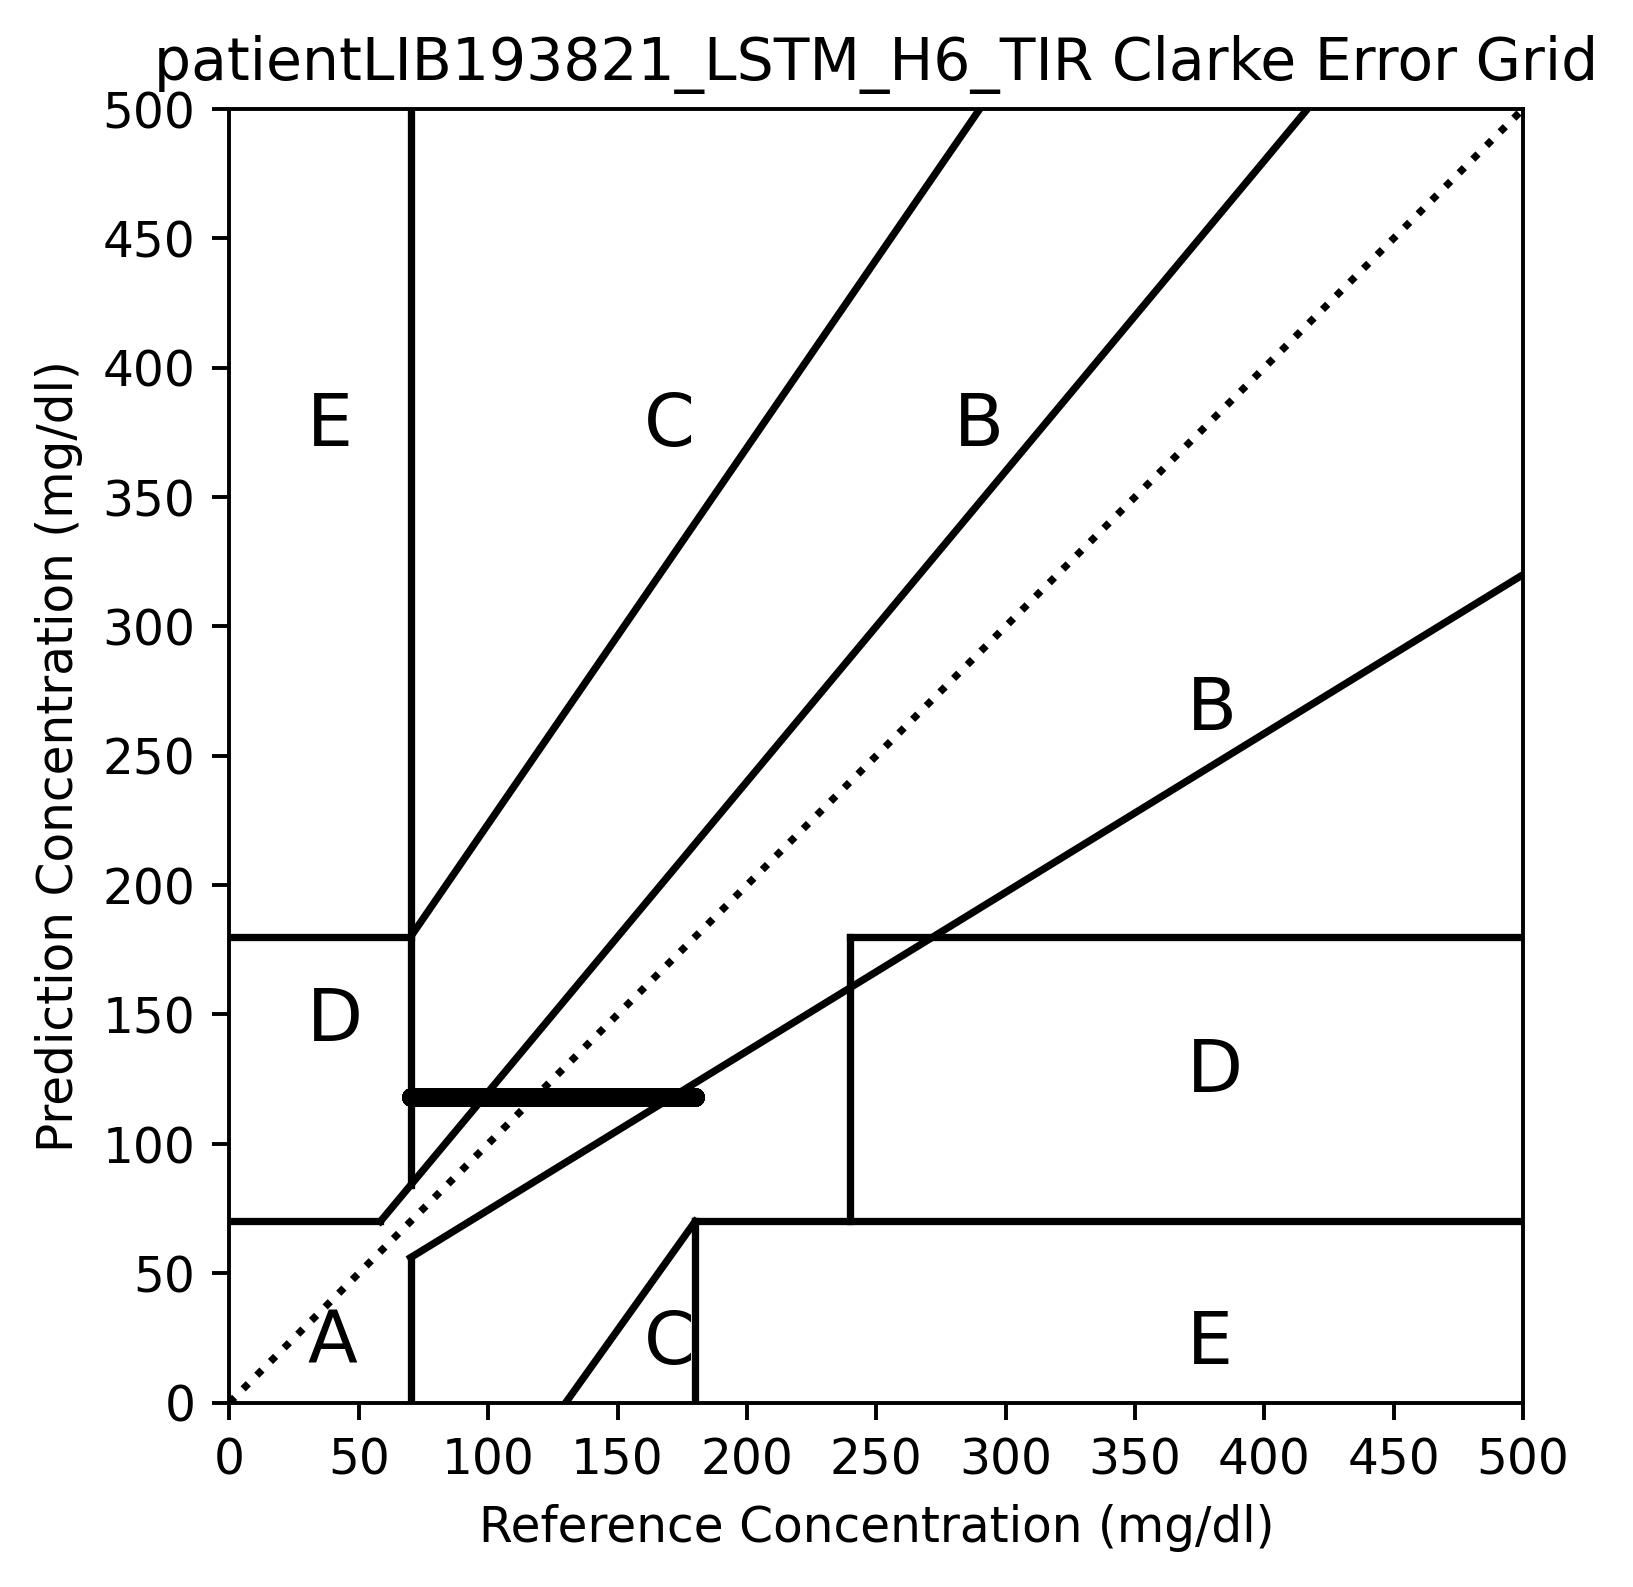 patientLIB193821_LSTM_H6_TIR Clarke Error Grid
500
450
400
350
300
250
200
150
100
50
0
Prediction Concentration (mg/dl)
E
C
B
B
D
D
A
C
E
0 50 100 150 200 250 300 350 400 450 500
Reference Concentration (mg/dl)